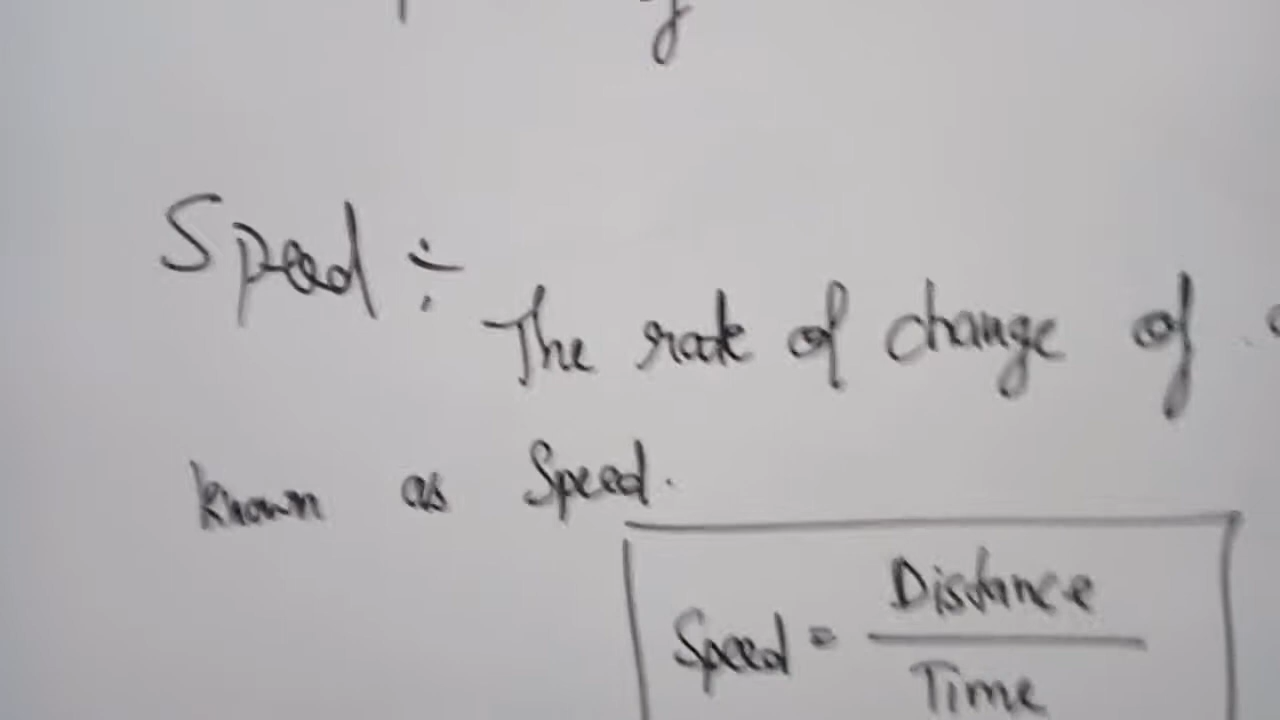 Speed ÷
The rate of change of
known as Speed.
Speed = Distance
Time